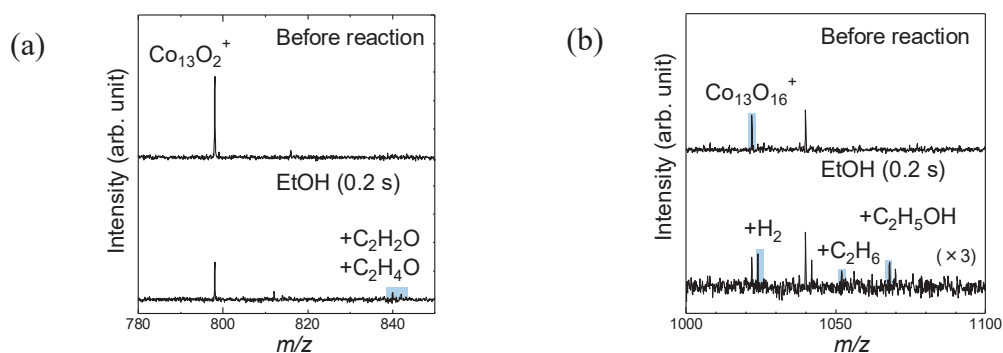 (a)
Intensity (arb. unit)
Co₁₃O₂⁺
Before reaction
EtOH (0.2 s)
+C₂H₂O
+C₂H₄O
780 800 820 840
m/z
(b)
Intensity (arb. unit)
Before reaction
Co₁₃O₁₆⁺
EtOH (0.2 s)
+C₂H₅OH
+H₂
+C₂H₆
(×3)
1000 1050 1100
m/z